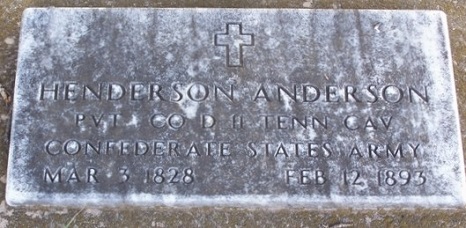 HENDERSON ANDERSON
PVT CO D 11 TENN CAV
CONFEDERATE STATES ARMY
MAR 3 1828 FEB 12 1893